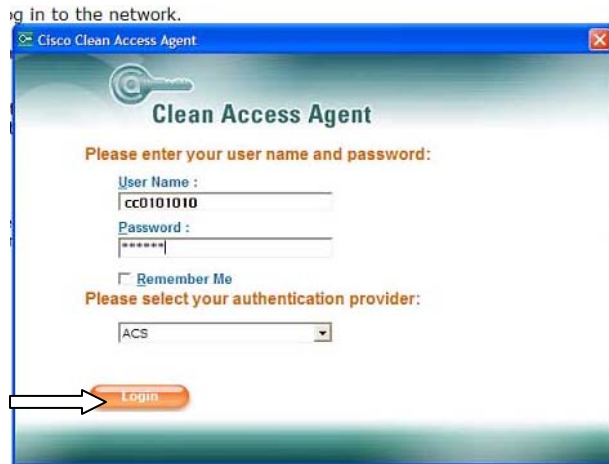 og in to the network.
Cisco Clean Access Agent
Clean Access Agent
Please enter your user name and password:
User Name :
cc0101010
Password :
******
Remember Me
Please select your authentication provider:
ACS
Login